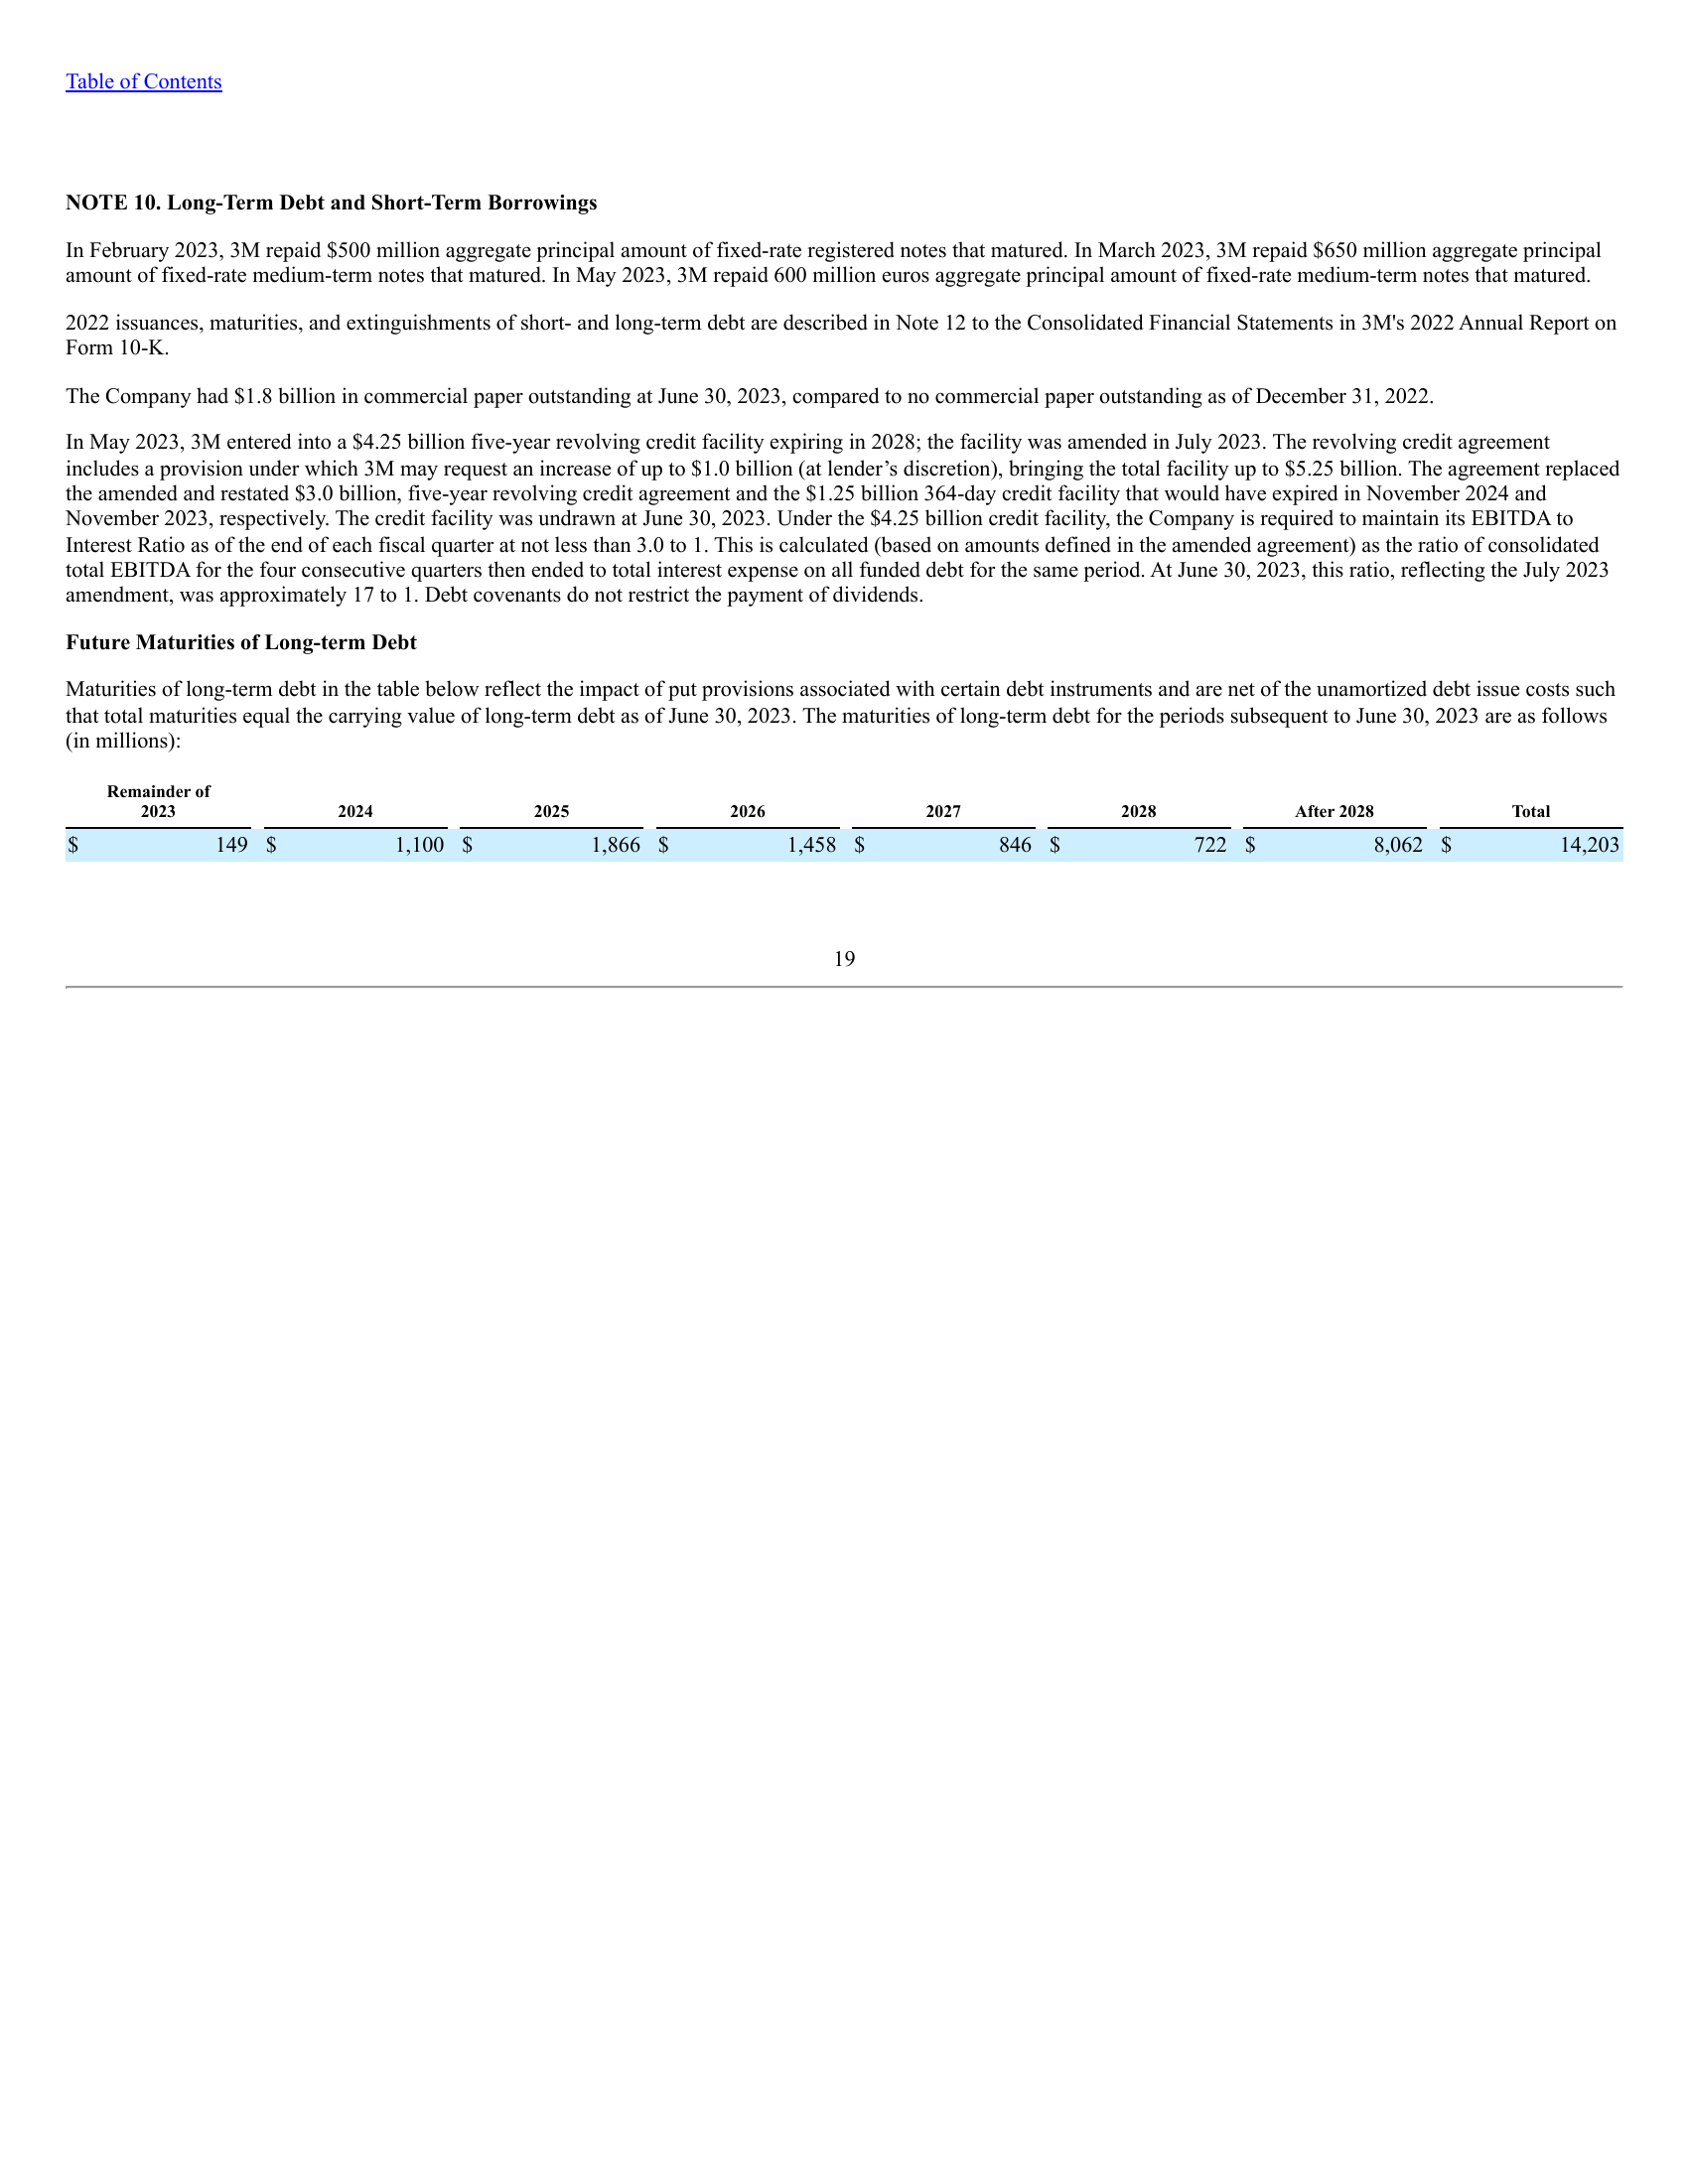 Table of Contents
NOTE 10. Long-Term Debt and Short-Term Borrowings
In February 2023, 3M repaid $500 million aggregate principal amount of fixed-rate registered notes that matured. In March 2023, 3M repaid $650 million aggregate principal
amount of fixed-rate medium-term notes that matured. In May 2023, 3M repaid 600 million euros aggregate principal amount of fixed-rate medium-term notes that matured.
2022 issuances, maturities, and extinguishments of short- and long-term debt are described in Note 12 to the Consolidated Financial Statements in 3M's 2022 Annual Report on
Form 10-K.
The Company had $1.8 billion in commercial paper outstanding at June 30, 2023, compared to no commercial paper outstanding as of December 31, 2022.
In May 2023, 3M entered into a $4.25 billion five-year revolving credit facility expiring in 2028; the facility was amended in July 2023. The revolving credit agreement
includes a provision under which 3M may request an increase of up to $1.0 billion (at lender’s discretion), bringing the total facility up to $5.25 billion. The agreement replaced
the amended and restated $3.0 billion, five-year revolving credit agreement and the $1.25 billion 364-day credit facility that would have expired in November 2024 and
November 2023, respectively. The credit facility was undrawn at June 30, 2023. Under the $4.25 billion credit facility, the Company is required to maintain its EBITDA to
Interest Ratio as of the end of each fiscal quarter at not less than 3.0 to 1. This is calculated (based on amounts defined in the amended agreement) as the ratio of consolidated
total EBITDA for the four consecutive quarters then ended to total interest expense on all funded debt for the same period. At June 30, 2023, this ratio, reflecting the July 2023
amendment, was approximately 17 to 1. Debt covenants do not restrict the payment of dividends.
Future Maturities of Long-term Debt
Maturities of long-term debt in the table below reflect the impact of put provisions associated with certain debt instruments and are net of the unamortized debt issue costs such
that total maturities equal the carrying value of long-term debt as of June 30, 2023. The maturities of long-term debt for the periods subsequent to June 30, 2023 are as follows
(in millions):
Remainder of
2023 2024 2025 2026 2027 2028 After 2028 Total
$ 149 $ 1,100 $ 1,866 $ 1,458 $ 846 $ 722 $ 8,062 $ 14,203
19